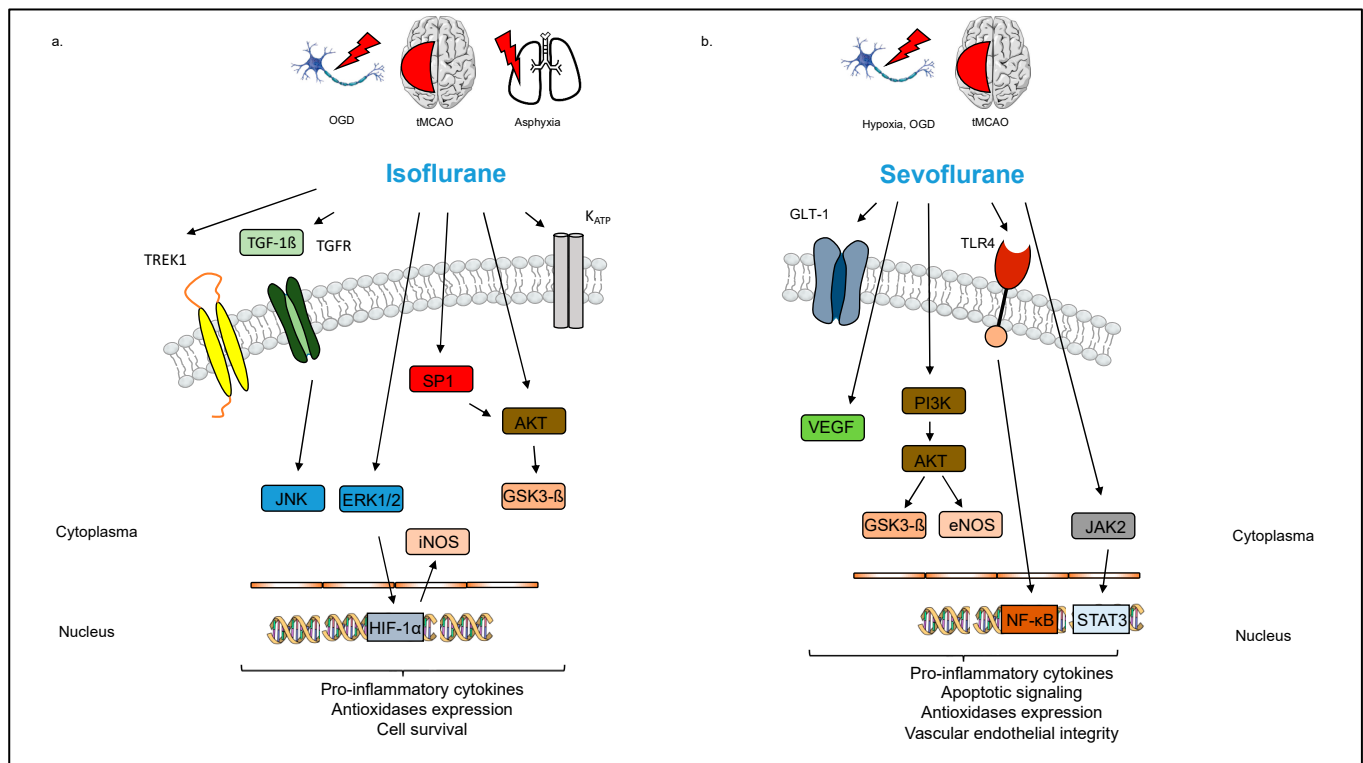 a.
OGD
tMCAO
Asphyxia
Isoflurane
TREK1
TGF-1ß
TGFR
KATP
SP1
AKT
JNK
ERK1/2
GSK3-ß
iNOS
Cytoplasma
Nucleus
HIF-1α
Pro-inflammatory cytokines
Antioxidases expression
Cell survival
b.
Hypoxia, OGD
tMCAO
Sevoflurane
GLT-1
TLR4
PI3K
VEGF
AKT
GSK3-ß
eNOS
JAK2
Cytoplasma
NF-κB
STAT3
Nucleus
Pro-inflammatory cytokines
Apoptotic signaling
Antioxidases expression
Vascular endothelial integrity